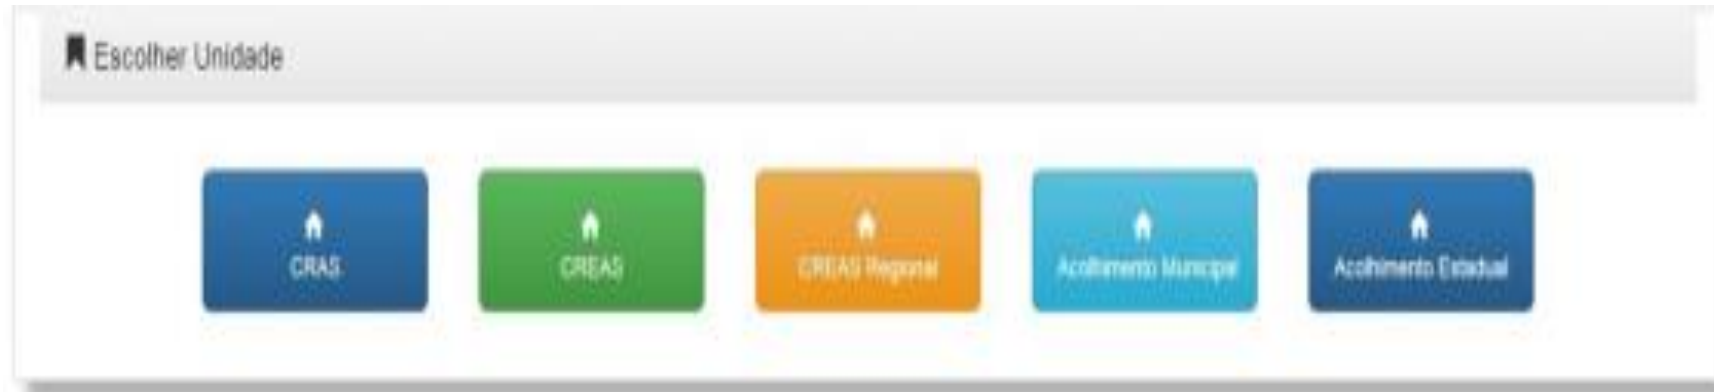 Escolher Unidade
CRAS
CREAS
CREAS Regional
Acolhimento Municipal
Acolhimento Estadual